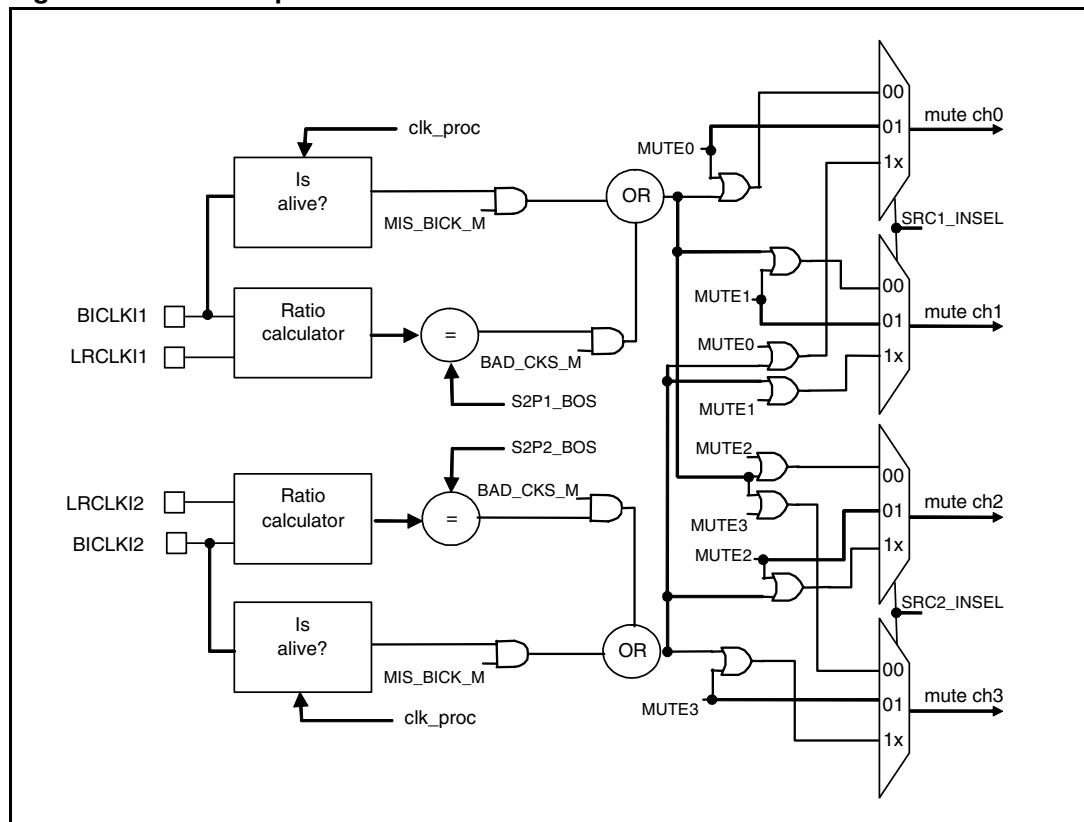 clk_proc
Is
alive?
MIS_BICK_M
OR
BICLKI1
LRCLKI1
Ratio
calculator
=
BAD_CKS_M
S2P1_BOS
S2P2_BOS
LRCLKI2
BICLKI2
Ratio
calculator
=
BAD_CKS_M
Is
alive?
MIS_BICK_M
OR
clk_proc
MUTE0
00
01
1x
mute ch0
SRC1_INSEL
MUTE1
MUTE0
MUTE1
00
01
1x
mute ch1
MUTE2
MUTE3
MUTE2
00
01
1x
mute ch2
SRC2_INSEL
MUTE3
00
01
1x
mute ch3